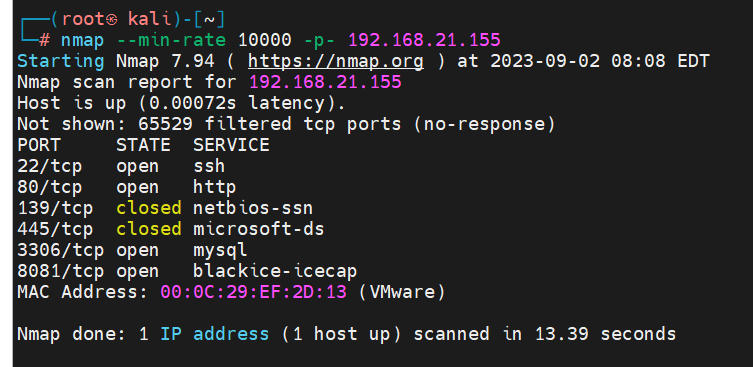 ┌──(root㉿ kali)-[~]
└─# nmap --min-rate 10000 -p- 192.168.21.155
Starting Nmap 7.94 ( https://nmap.org ) at 2023-09-02 08:08 EDT
Nmap scan report for 192.168.21.155
Host is up (0.00072s latency).
Not shown: 65529 filtered tcp ports (no-response)
PORT     STATE  SERVICE
22/tcp   open   ssh
80/tcp   open   http
139/tcp  closed netbios-ssn
445/tcp  closed microsoft-ds
3306/tcp open   mysql
8081/tcp open   blackice-icecap
MAC Address: 00:0C:29:EF:2D:13 (VMware)
Nmap done: 1 IP address (1 host up) scanned in 13.39 seconds